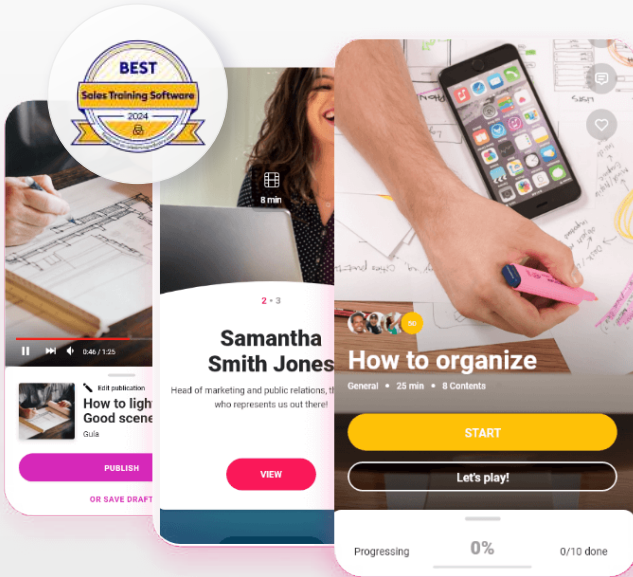 BEST
Sales Training Software
2024
0:46 / 1:25
Edit publication
How to ligh
Good scene
Guía
PUBLISH
OR SAVE DRAFT
8 min
2 • 3
Samantha
Smith Jones
Head of marketing and public relations, th
who represents us out there!
VIEW
50
How to organize
General • 25 min • 8 Contents
START
Let's play!
Progressing
0%
0/10 done